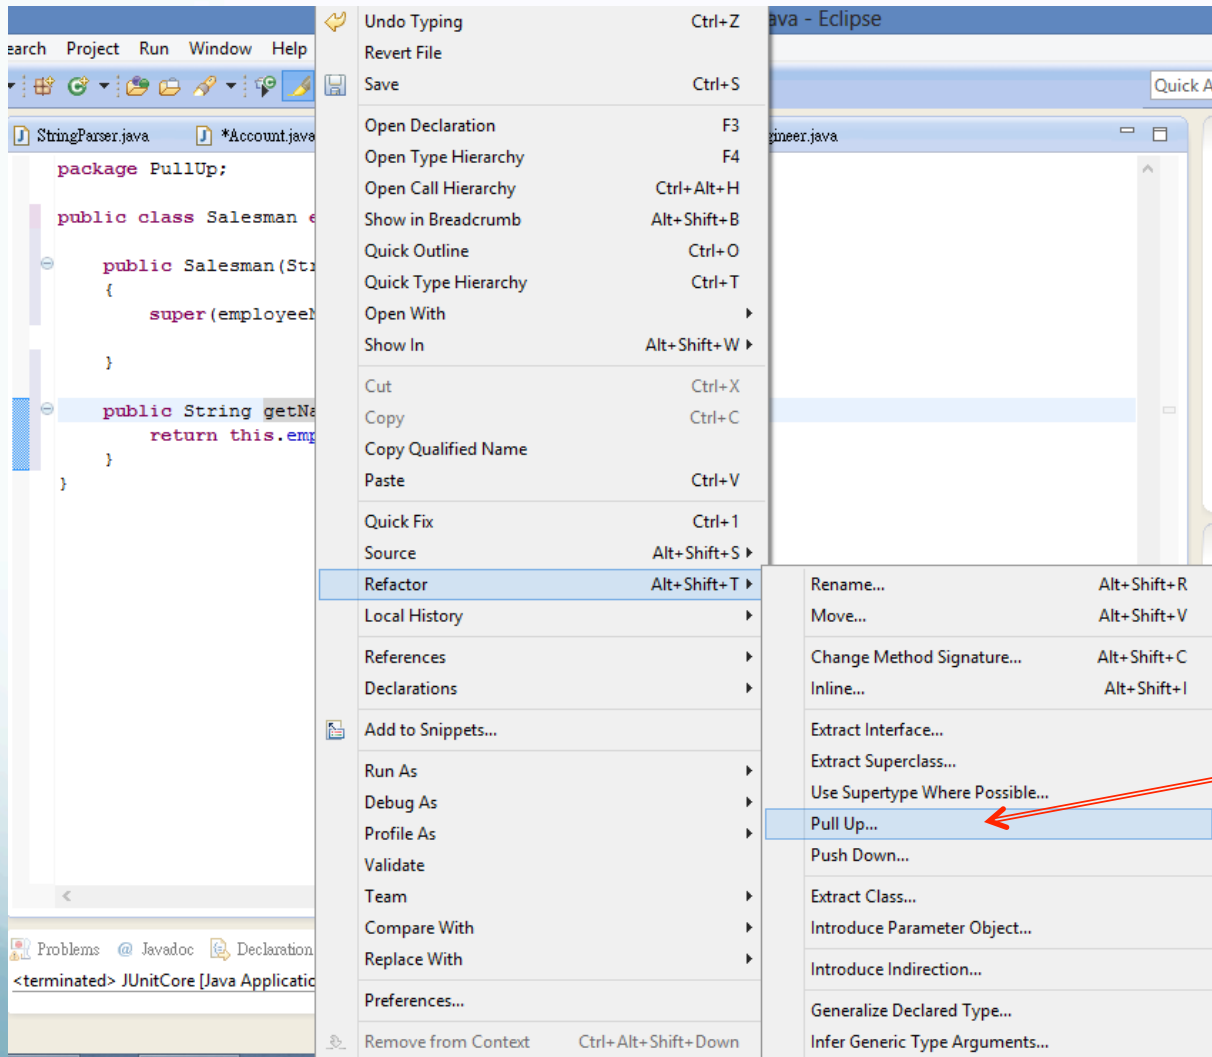 ava - Eclipse
earch Project Run Window Help
Quick A
StringParser.java *Account.java gineer.java
package PullUp;
public class Salesman e
public Salesman(Str
{
super(employeeN
}
public String getNa
return this.emp
}
}
Undo Typing Ctrl+Z
Revert File
Save Ctrl+S
Open Declaration F3
Open Type Hierarchy F4
Open Call Hierarchy Ctrl+Alt+H
Show in Breadcrumb Alt+Shift+B
Quick Outline Ctrl+O
Quick Type Hierarchy Ctrl+T
Open With
Show In Alt+Shift+W
Cut Ctrl+X
Copy Ctrl+C
Copy Qualified Name
Paste Ctrl+V
Quick Fix Ctrl+1
Source Alt+Shift+S
Refactor Alt+Shift+T
Local History
References
Declarations
Add to Snippets...
Run As
Debug As
Profile As
Validate
Team
Compare With
Replace With
Preferences...
Remove from Context Ctrl+Alt+Shift+Down
Rename... Alt+Shift+R
Move... Alt+Shift+V
Change Method Signature... Alt+Shift+C
Inline... Alt+Shift+I
Extract Interface...
Extract Superclass...
Use Supertype Where Possible...
Pull Up...
Push Down...
Extract Class...
Introduce Parameter Object...
Introduce Indirection...
Generalize Declared Type...
Infer Generic Type Arguments...
Problems @ Javadoc Declaration
<terminated> JUnitCore [Java Applicatio